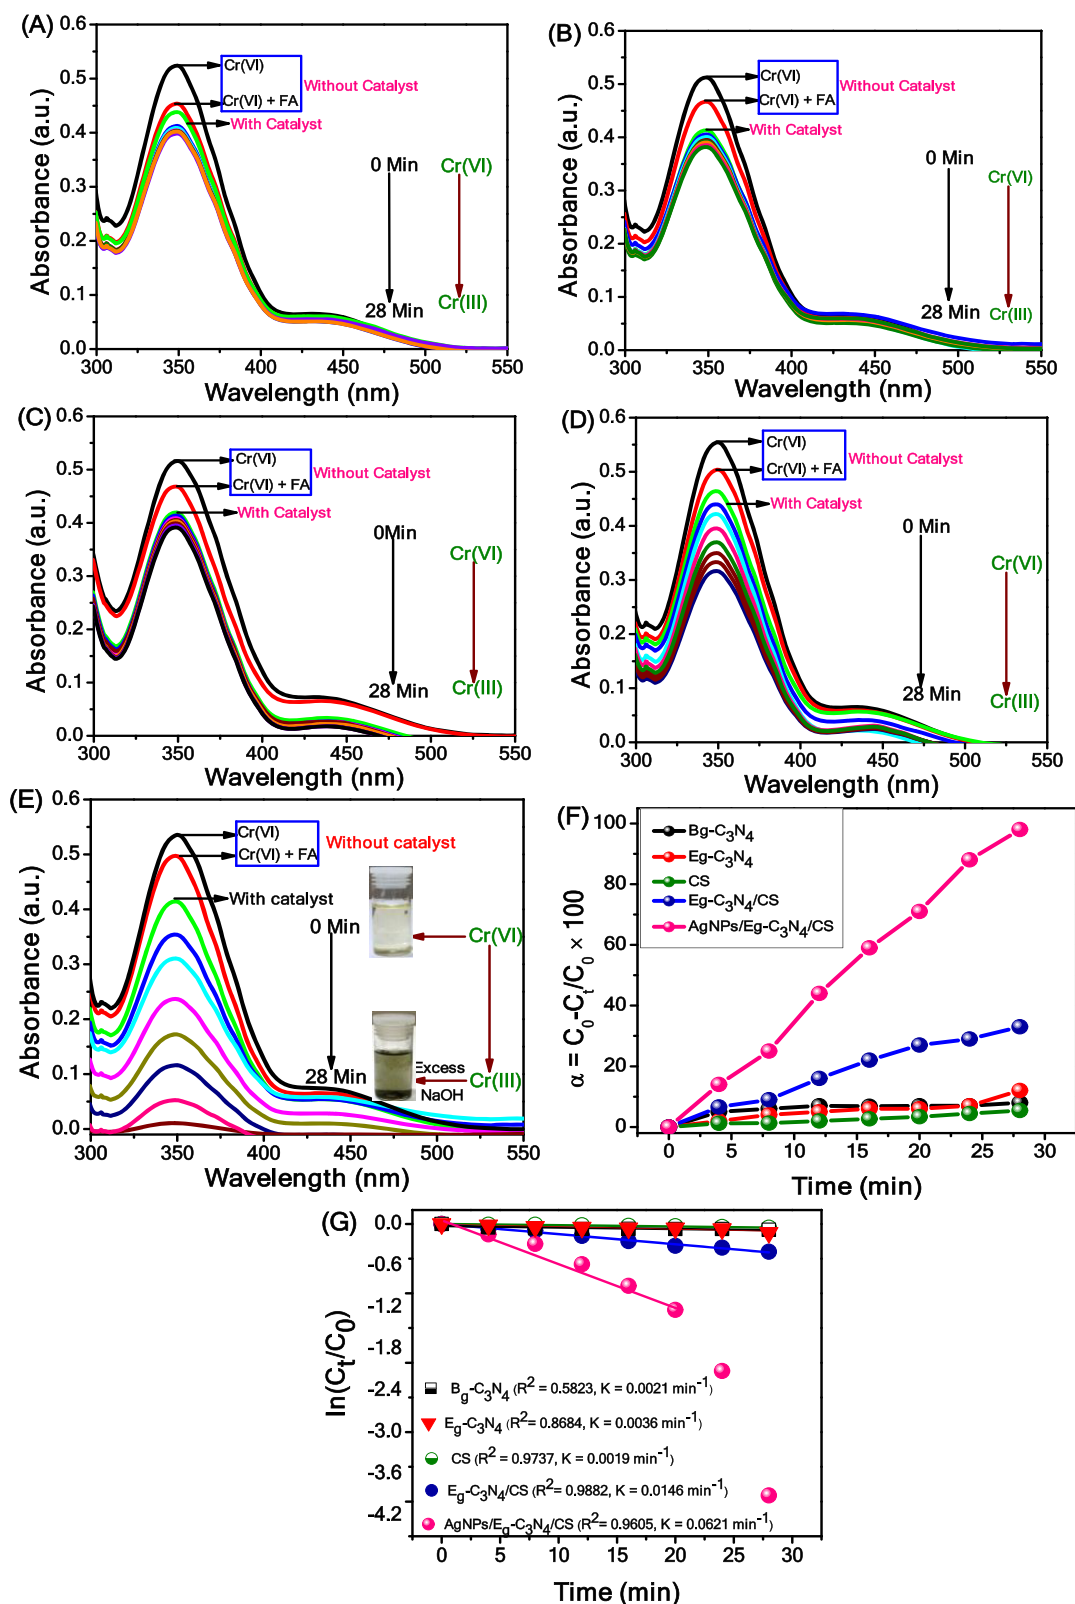 (A)
0.6
0.5
0.4
0.3
0.2
0.1
0.0
Absorbance (a.u.)
Cr(VI)
Cr(VI) + FA
Without Catalyst
With Catalyst
0 Min
28 Min
Cr(VI)
Cr(III)
300 350 400 450 500 550
Wavelength (nm)
(B)
0.6
0.5
0.4
0.3
0.2
0.1
0.0
Absorbance (a.u.)
Cr(VI)
Cr(VI) + FA
Without Catalyst
With Catalyst
0 Min
28 Min
Cr(VI)
Cr(III)
300 350 400 450 500 550
Wavelength (nm)
(C)
0.6
0.5
0.4
0.3
0.2
0.1
0.0
Absorbance (a.u.)
Cr(VI)
Cr(VI) + FA
Without Catalyst
With Catalyst
0Min
28 Min
Cr(VI)
Cr(III)
300 350 400 450 500 550
Wavelength (nm)
(D)
0.6
0.5
0.4
0.3
0.2
0.1
0.0
Absorbance (a.u.)
Cr(VI)
Cr(VI) + FA
Without Catalyst
With Catalyst
0 Min
28 Min
Cr(VI)
Cr(III)
300 350 400 450 500 550
Wavelength (nm)
(E)
0.6
0.5
0.4
0.3
0.2
0.1
0.0
Absorbance (a.u.)
Cr(VI)
Cr(VI) + FA
Without catalyst
With catalyst
0 Min
28 Min
Cr(VI)
Excess
NaOH
Cr(III)
300 350 400 450 500 550
Wavelength (nm)
(F)
100
80
60
40
20
0
α = C₀-Cₜ/C₀ × 100
Bg-C₃N₄
Eg-C₃N₄
CS
Eg-C₃N₄/CS
AgNPs/Eg-C₃N₄/CS
0 5 10 15 20 25 30
Time (min)
(G)
0.0
-0.6
-1.2
-1.8
-2.4
-3.0
-3.6
-4.2
ln(Cₜ/C₀)
B_g-C₃N₄ (R² = 0.5823, K = 0.0021 min⁻¹)
E_g-C₃N₄ (R²= 0.8684, K = 0.0036 min⁻¹)
CS (R² = 0.9737, K = 0.0019 min⁻¹)
E_g-C₃N₄/CS (R² = 0.9882, K = 0.0146 min⁻¹)
AgNPs/E_g-C₃N₄/CS (R² = 0.9605, K = 0.0621 min⁻¹)
0 5 10 15 20 25 30
Time (min)